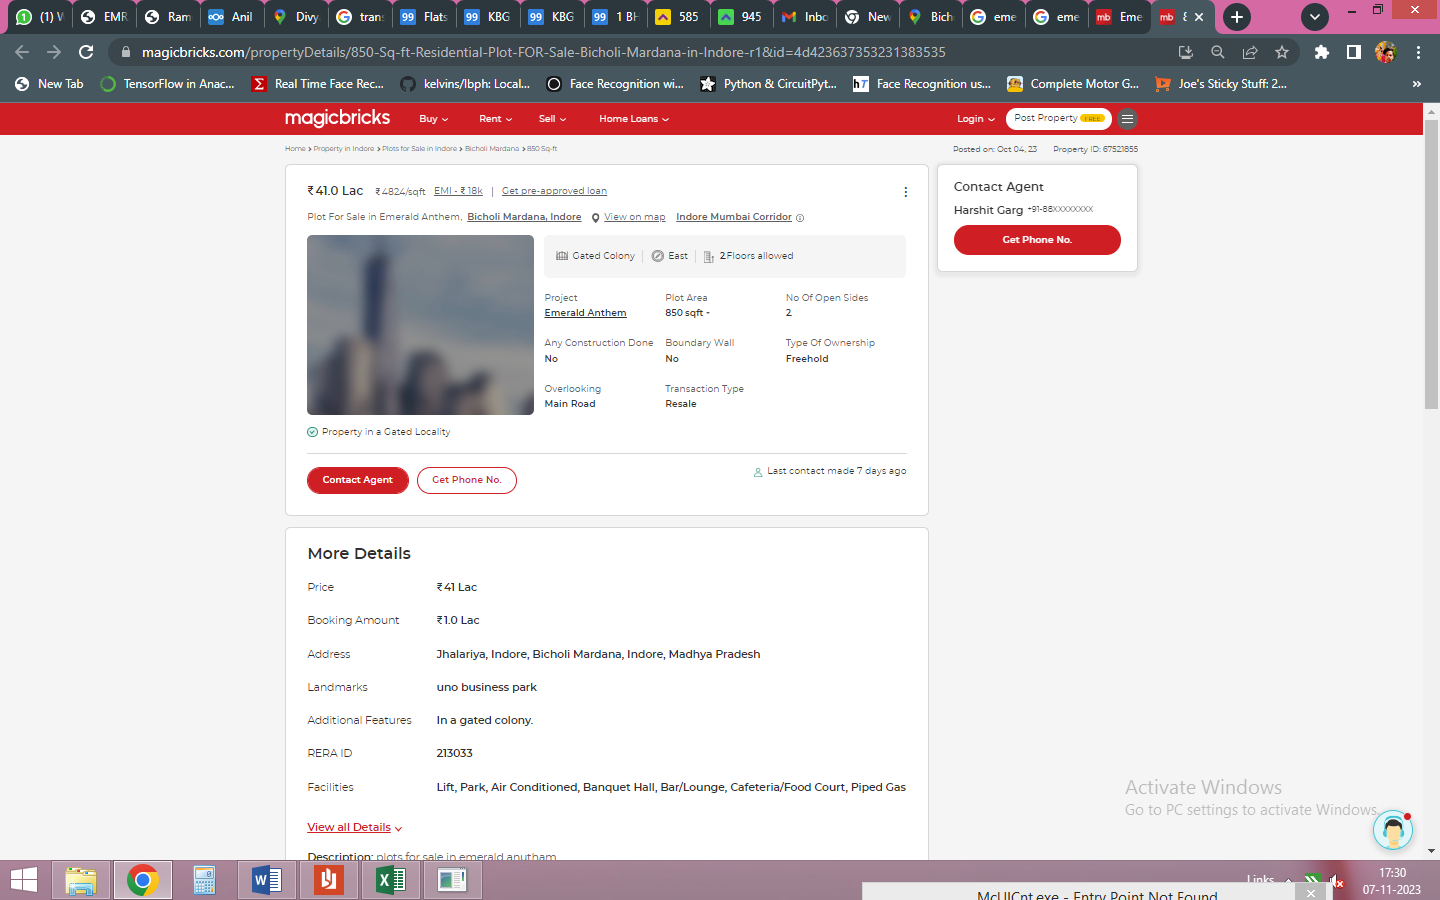 (1) W
EMR
Ram
Anil
Divy
trans
Flats
KBG
KBG
1 BH
585
945
Inbo
New
Bich
eme
eme
Eme
8
magicbricks.com/propertyDetails/850-Sq-ft-Residential-Plot-FOR-Sale-Bicholi-Mardana-in-Indore-r1&id=4d423637353231383535
New Tab
TensorFlow in Anac...
Real Time Face Rec...
kelvins/lbph: Local...
Face Recognition wi...
Python & CircuitPyt...
Face Recognition us...
Complete Motor G...
Joe's Sticky Stuff: 2...
»
magicbricks
Buy
Rent
Sell
Home Loans
Login
Post Property FREE
Home > Property in Indore > Plots for Sale in Indore > Bicholi Mardana > 850 Sq-ft
Posted on: Oct 04, 23 Property ID: 67521855
₹41.0 Lac ₹4824/sqft EMI - ₹18k | Get pre-approved loan
Plot For Sale in Emerald Anthem, Bicholi Mardana, Indore View on map Indore Mumbai Corridor
Gated Colony East 2 Floors allowed
Project
Emerald Anthem
Plot Area
850 sqft -
No Of Open Sides
2
Any Construction Done
No
Boundary Wall
No
Type Of Ownership
Freehold
Overlooking
Main Road
Transaction Type
Resale
Property in a Gated Locality
Contact Agent
Get Phone No.
Last contact made 7 days ago
Contact Agent
Harshit Garg +91-88XXXXXXXX
Get Phone No.
More Details
Price ₹41 Lac
Booking Amount ₹1.0 Lac
Address Jhalariya, Indore, Bicholi Mardana, Indore, Madhya Pradesh
Landmarks uno business park
Additional Features In a gated colony.
RERA ID 213033
Facilities Lift, Park, Air Conditioned, Banquet Hall, Bar/Lounge, Cafeteria/Food Court, Piped Gas
View all Details
Description: plots for sale in emerald anutham
Activate Windows
Go to PC settings to activate Windows.
Links
17:30
07-11-2023
McUICnt.exe - Entry Point Not Found